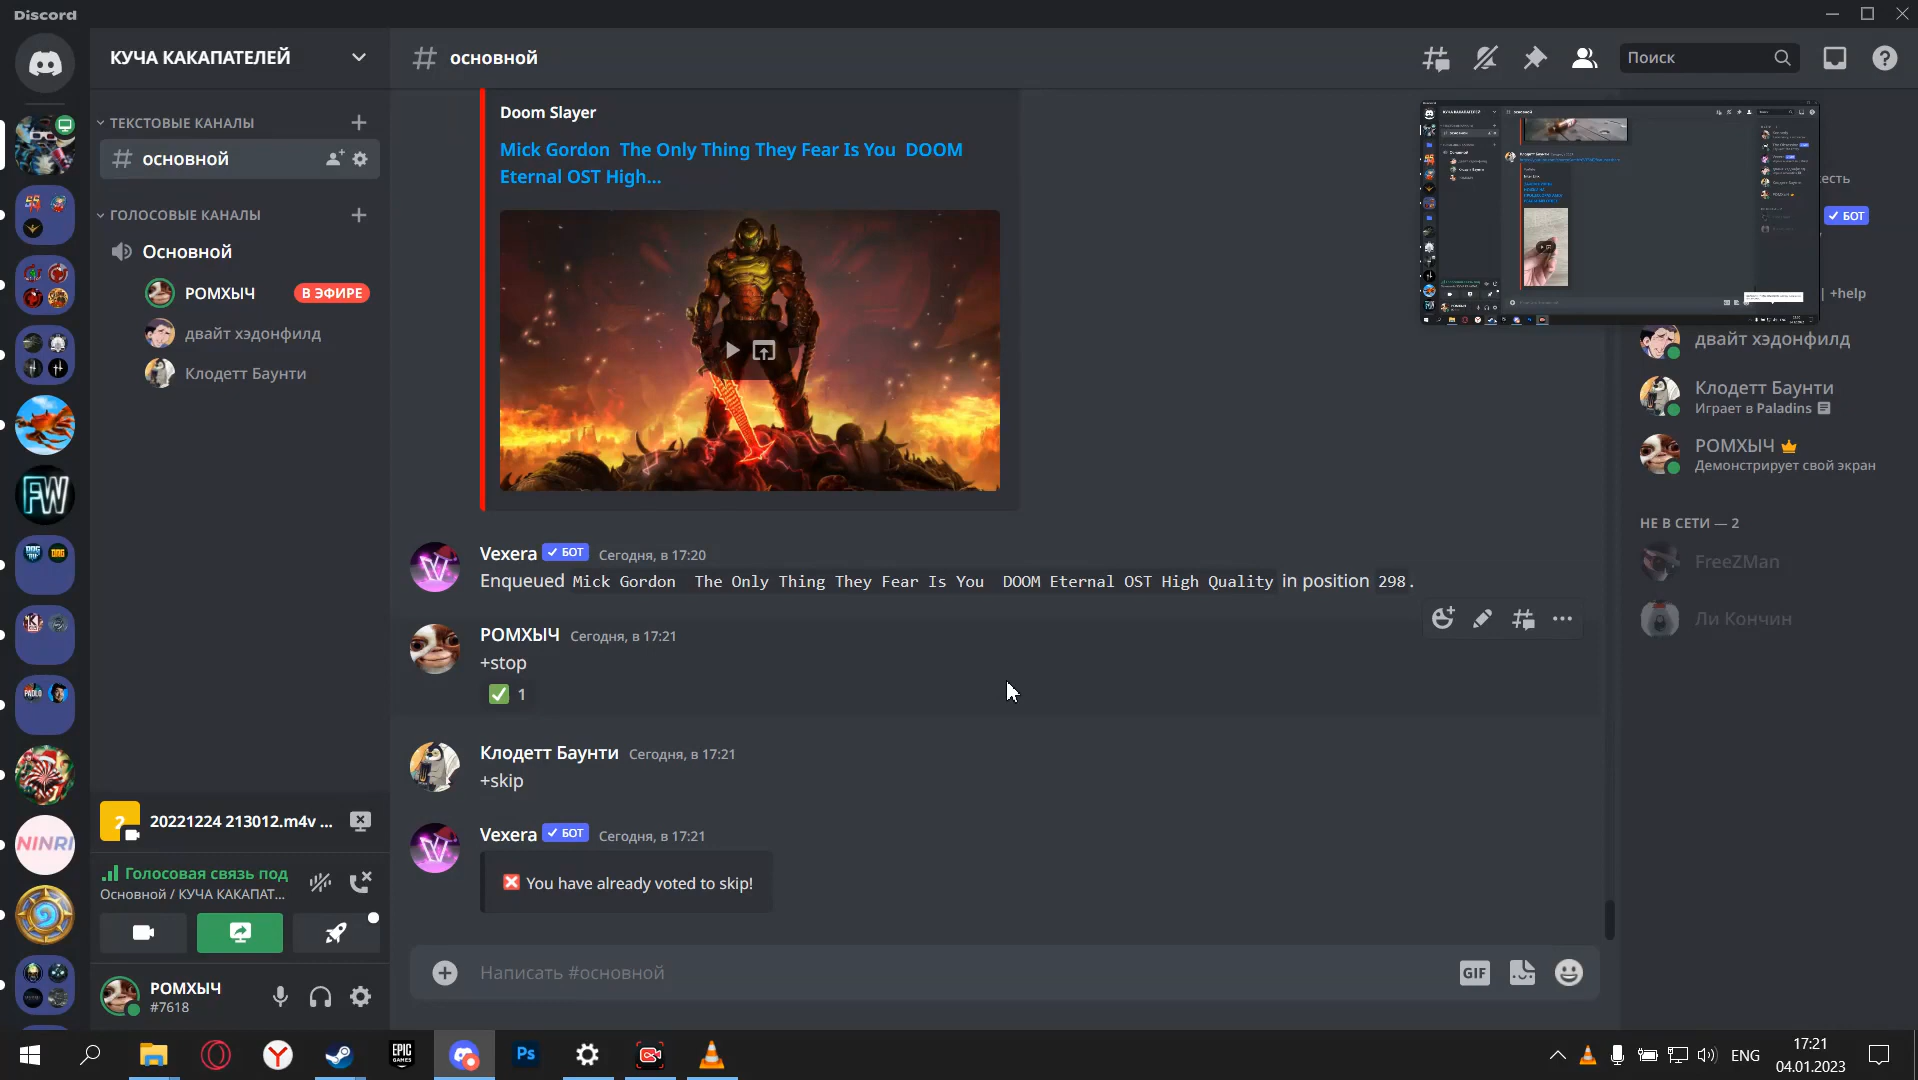 Discord
КУЧА КАКАПАТЕЛЕЙ
основной
Поиск
ТЕКСТОВЫЕ КАНАЛЫ
основной
ГОЛОСОВЫЕ КАНАЛЫ
Основной
РОМХЫЧ
В ЭФИРЕ
двайт хэдонфилд
Клодетт Баунти
Doom Slayer
Mick Gordon The Only Thing They Fear Is You DOOM
Eternal OST High...
Vexera БОТ Сегодня, в 17:20
Enqueued Mick Gordon The Only Thing They Fear Is You DOOM Eternal OST High Quality in position 298.
РОМХЫЧ Сегодня, в 17:21
+stop
1
Клодетт Баунти Сегодня, в 17:21
+skip
Vexera БОТ Сегодня, в 17:21
You have already voted to skip!
Написать #основной
GIF
БОТ
| +help
двайт хэдонфилд
Клодетт Баунти
Играет в Paladins
РОМХЫЧ
Демонстрирует свой экран
НЕ В СЕТИ — 2
FreeZMan
Ли Кончин
FW
NINRI
20221224 213012.m4v ...
Голосовая связь под
Основной / КУЧА КАКАПАТ...
РОМХЫЧ
#7618
EPIC
GAMES
Ps
ENG
17:21
04.01.2023